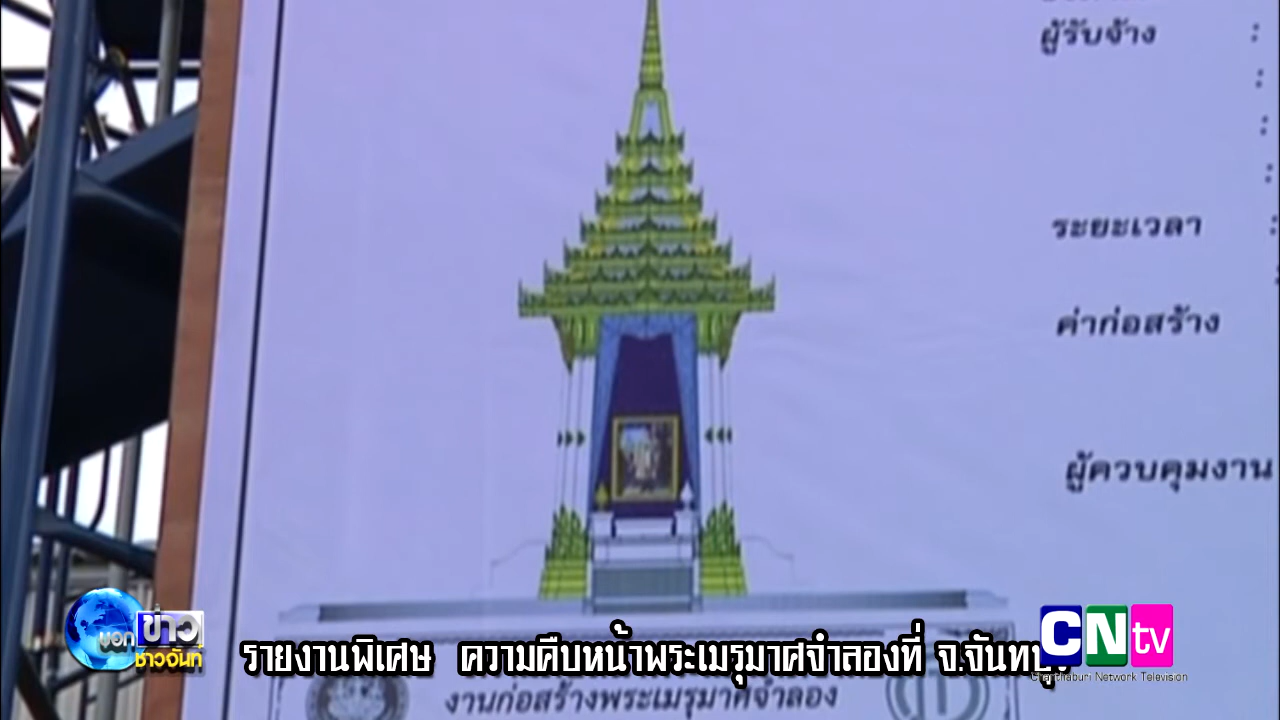 ผู้รับจ้าง :
:
:
:
ระยะเวลา :
ค่าก่อสร้าง
ผู้ควบคุมงาน
บอก ข่าว
ชาวจันท์
รายงานพิเศษ ความคืบหน้าพระเมรุมาศจำลองที่ จ.จันทบุรี
CNtv
Chanthaburi Network Television
งานก่อสร้างพระเมรุมาศจำลอง